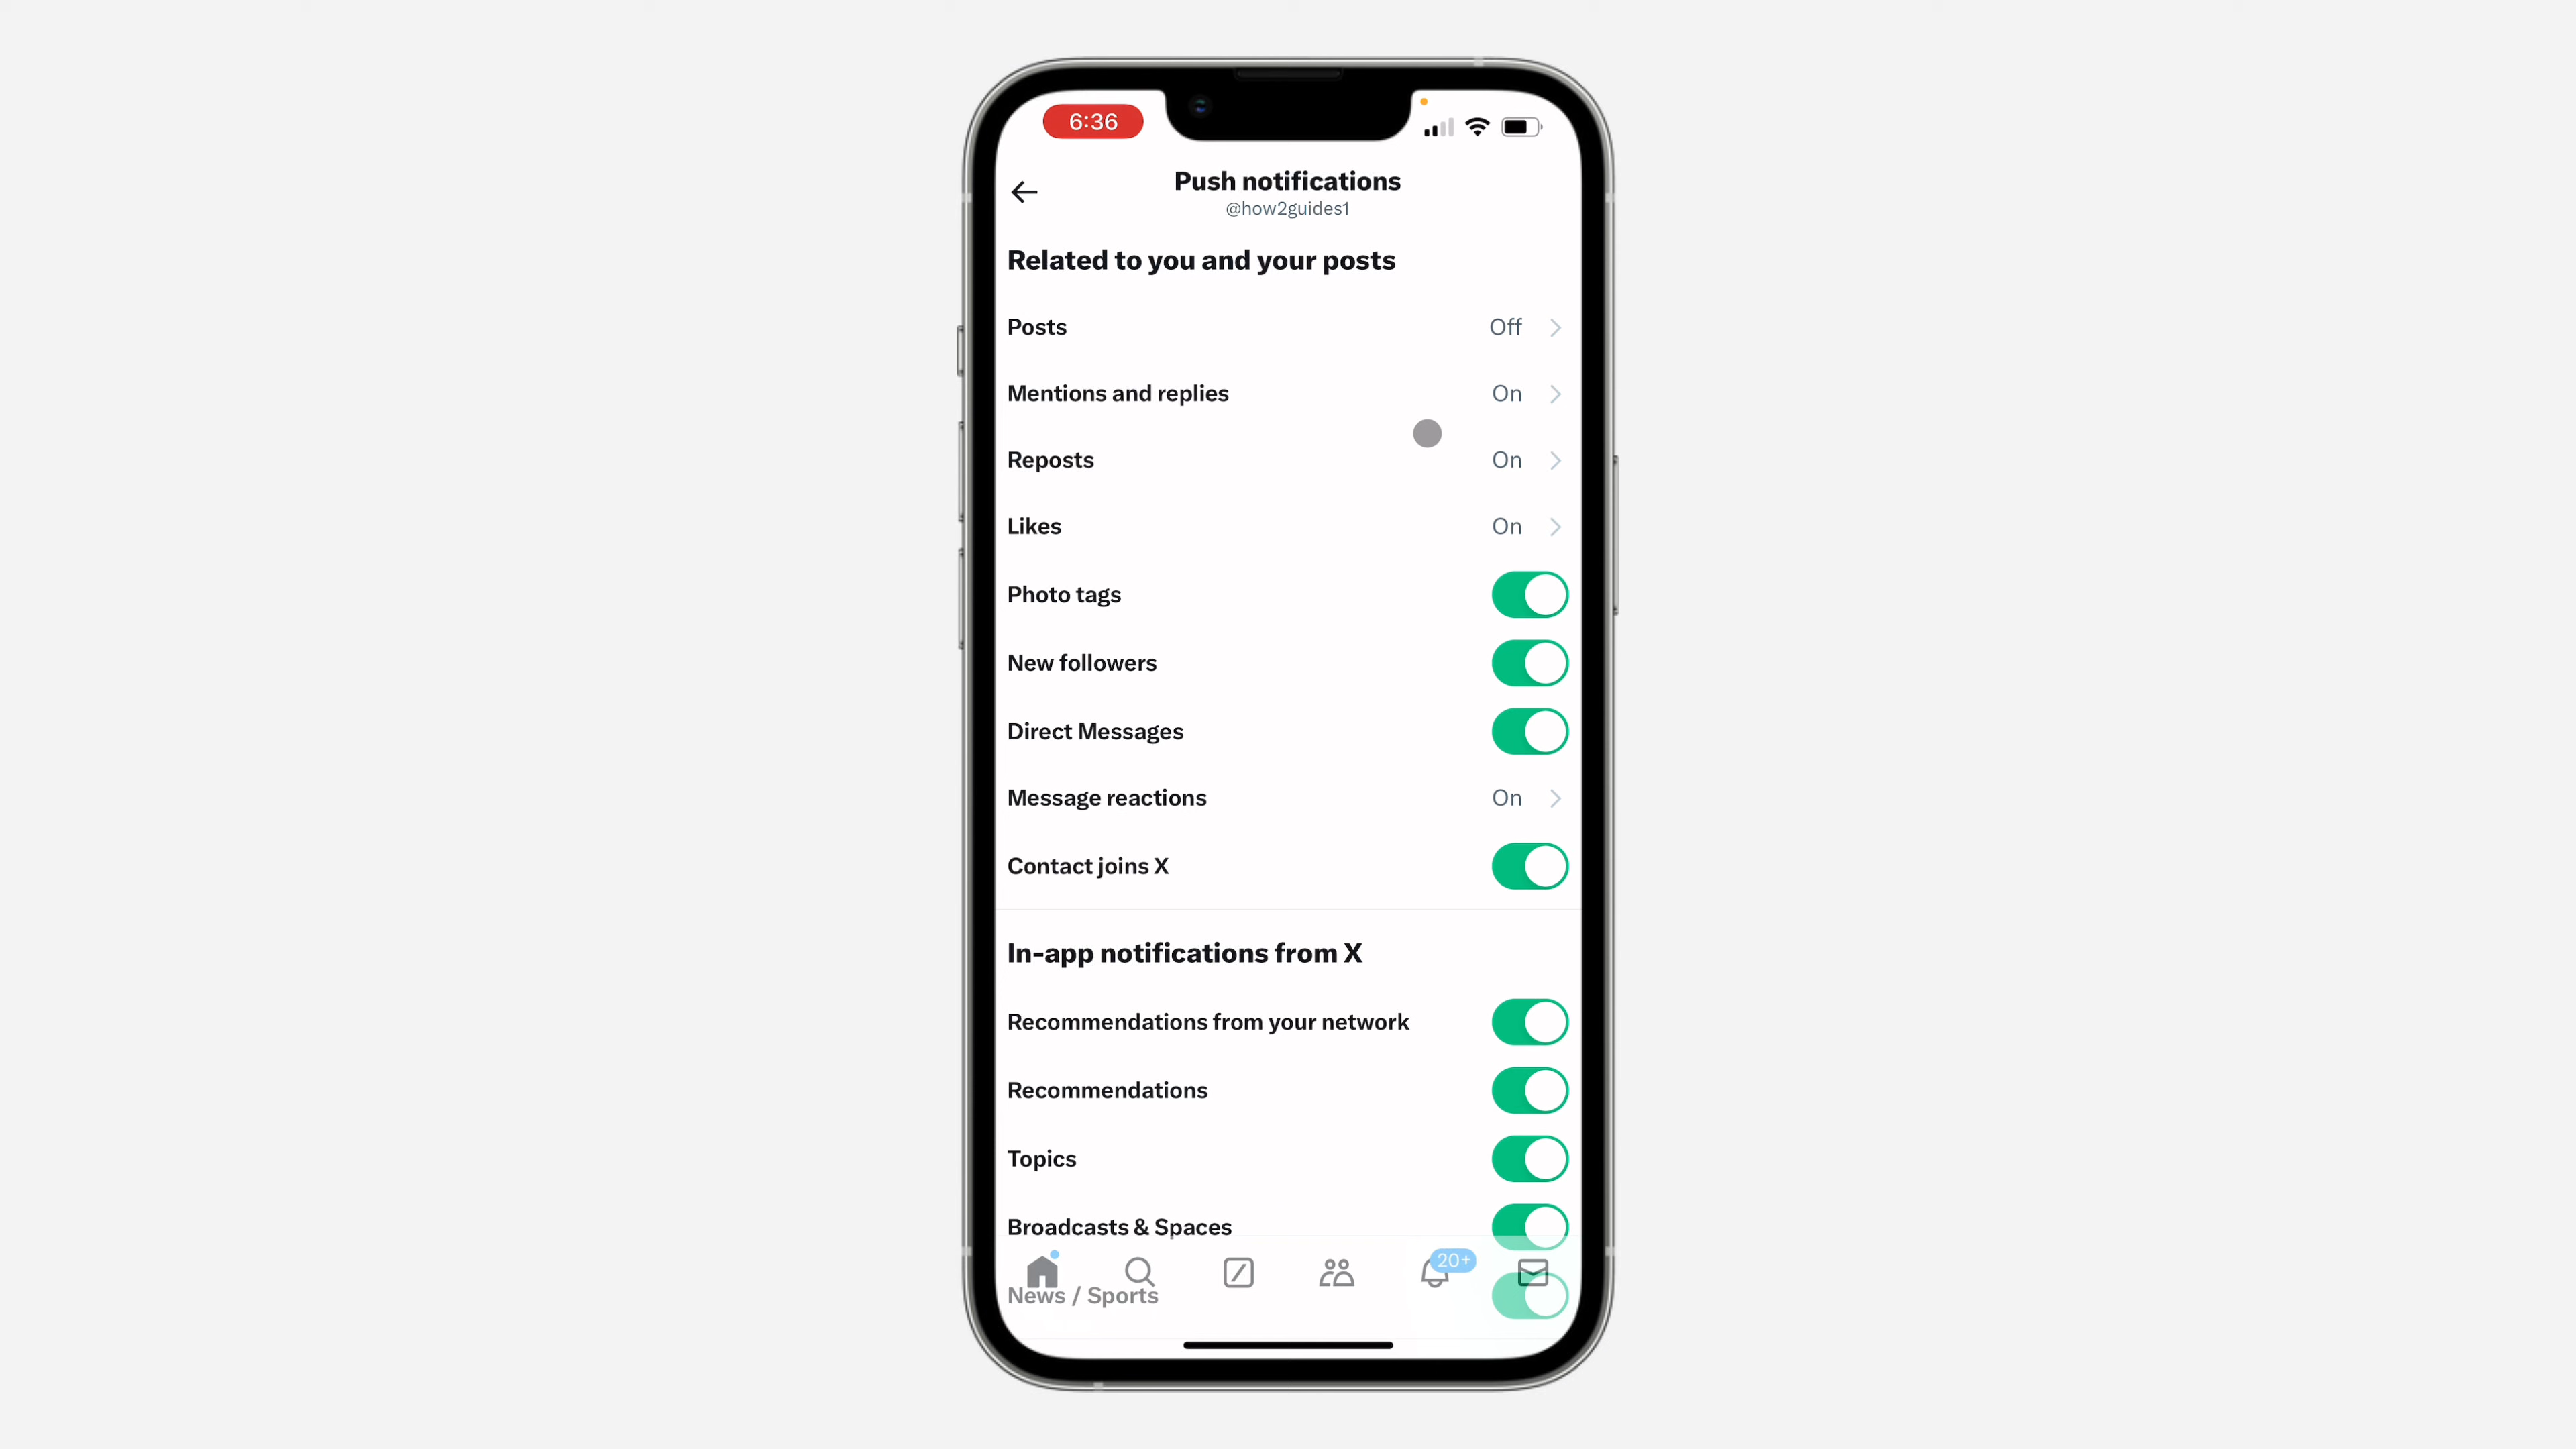 6:36
Push notifications
@how2guides1
Related to you and your posts
Posts Off
Mentions and replies On
Reposts On
Likes On
Photo tags
New followers
Direct Messages
Message reactions On
Contact joins X
In-app notifications from X
Recommendations from your network
Recommendations
Topics
Broadcasts & Spaces
20+
News / Sports